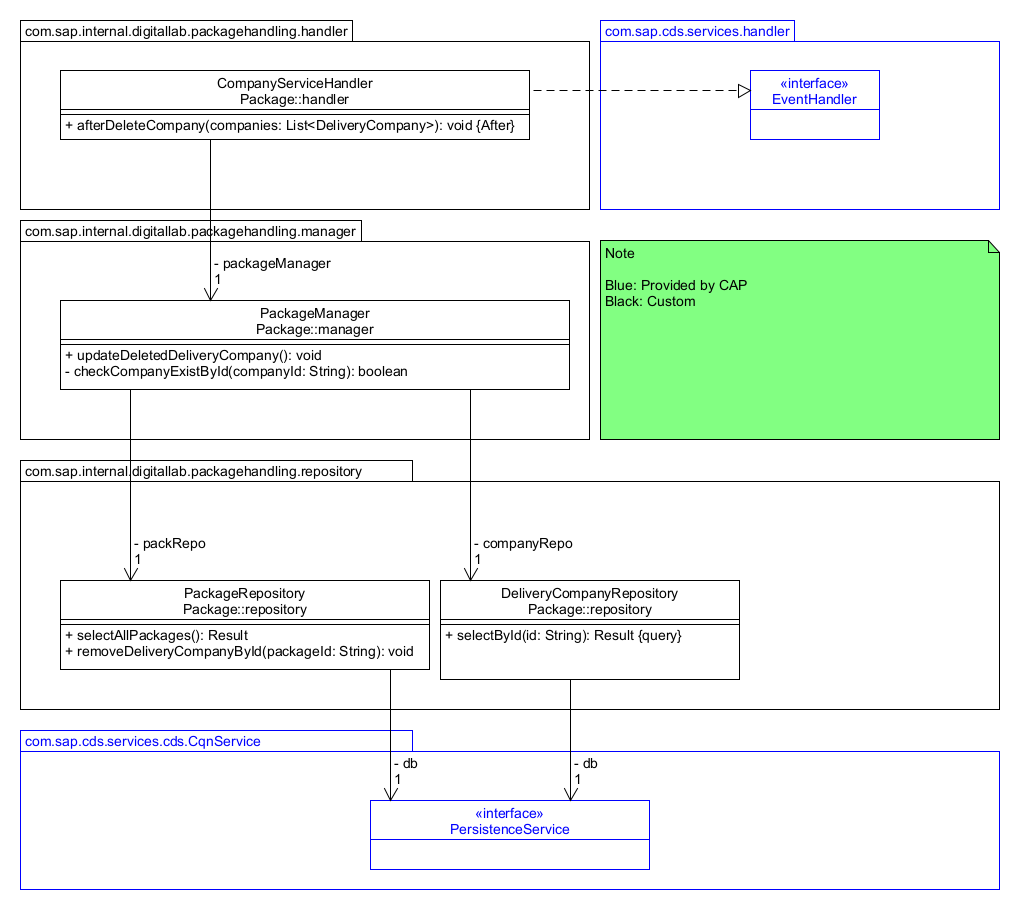 com.sap.internal.digitallab.packagehandling.handler
com.sap.cds.services.handler
CompanyServiceHandler
Package::handler
+ afterDeleteCompany(companies: List<DeliveryCompany>): void {After}
«interface»
EventHandler
com.sap.internal.digitallab.packagehandling.manager
- packageManager
1
PackageManager
Package::manager
+ updateDeletedDeliveryCompany(): void
- checkCompanyExistById(companyId: String): boolean
Note
Blue: Provided by CAP
Black: Custom
com.sap.internal.digitallab.packagehandling.repository
- packRepo
1
- companyRepo
1
PackageRepository
Package::repository
+ selectAllPackages(): Result
+ removeDeliveryCompanyById(packageId: String): void
DeliveryCompanyRepository
Package::repository
+ selectById(id: String): Result {query}
com.sap.cds.services.cds.CqnService
- db
1
- db
1
«interface»
PersistenceService